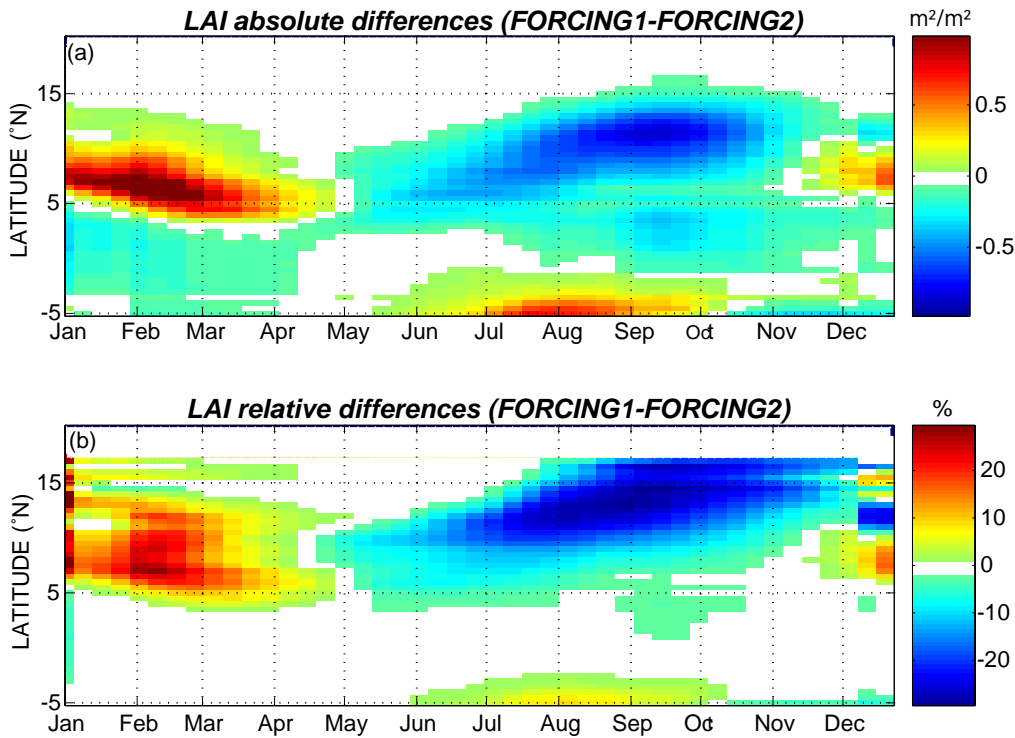 LAI absolute differences (FORCING1-FORCING2)
m²/m²
(a)
LATITUDE (˚N)
15
5
-5
Jan Feb Mar Apr May Jun Jul Aug Sep Oct Nov Dec
0.5
0
-0.5
LAI relative differences (FORCING1-FORCING2)
%
(b)
LATITUDE (˚N)
15
5
-5
Jan Feb Mar Apr May Jun Jul Aug Sep Oct Nov Dec
20
10
0
-10
-20